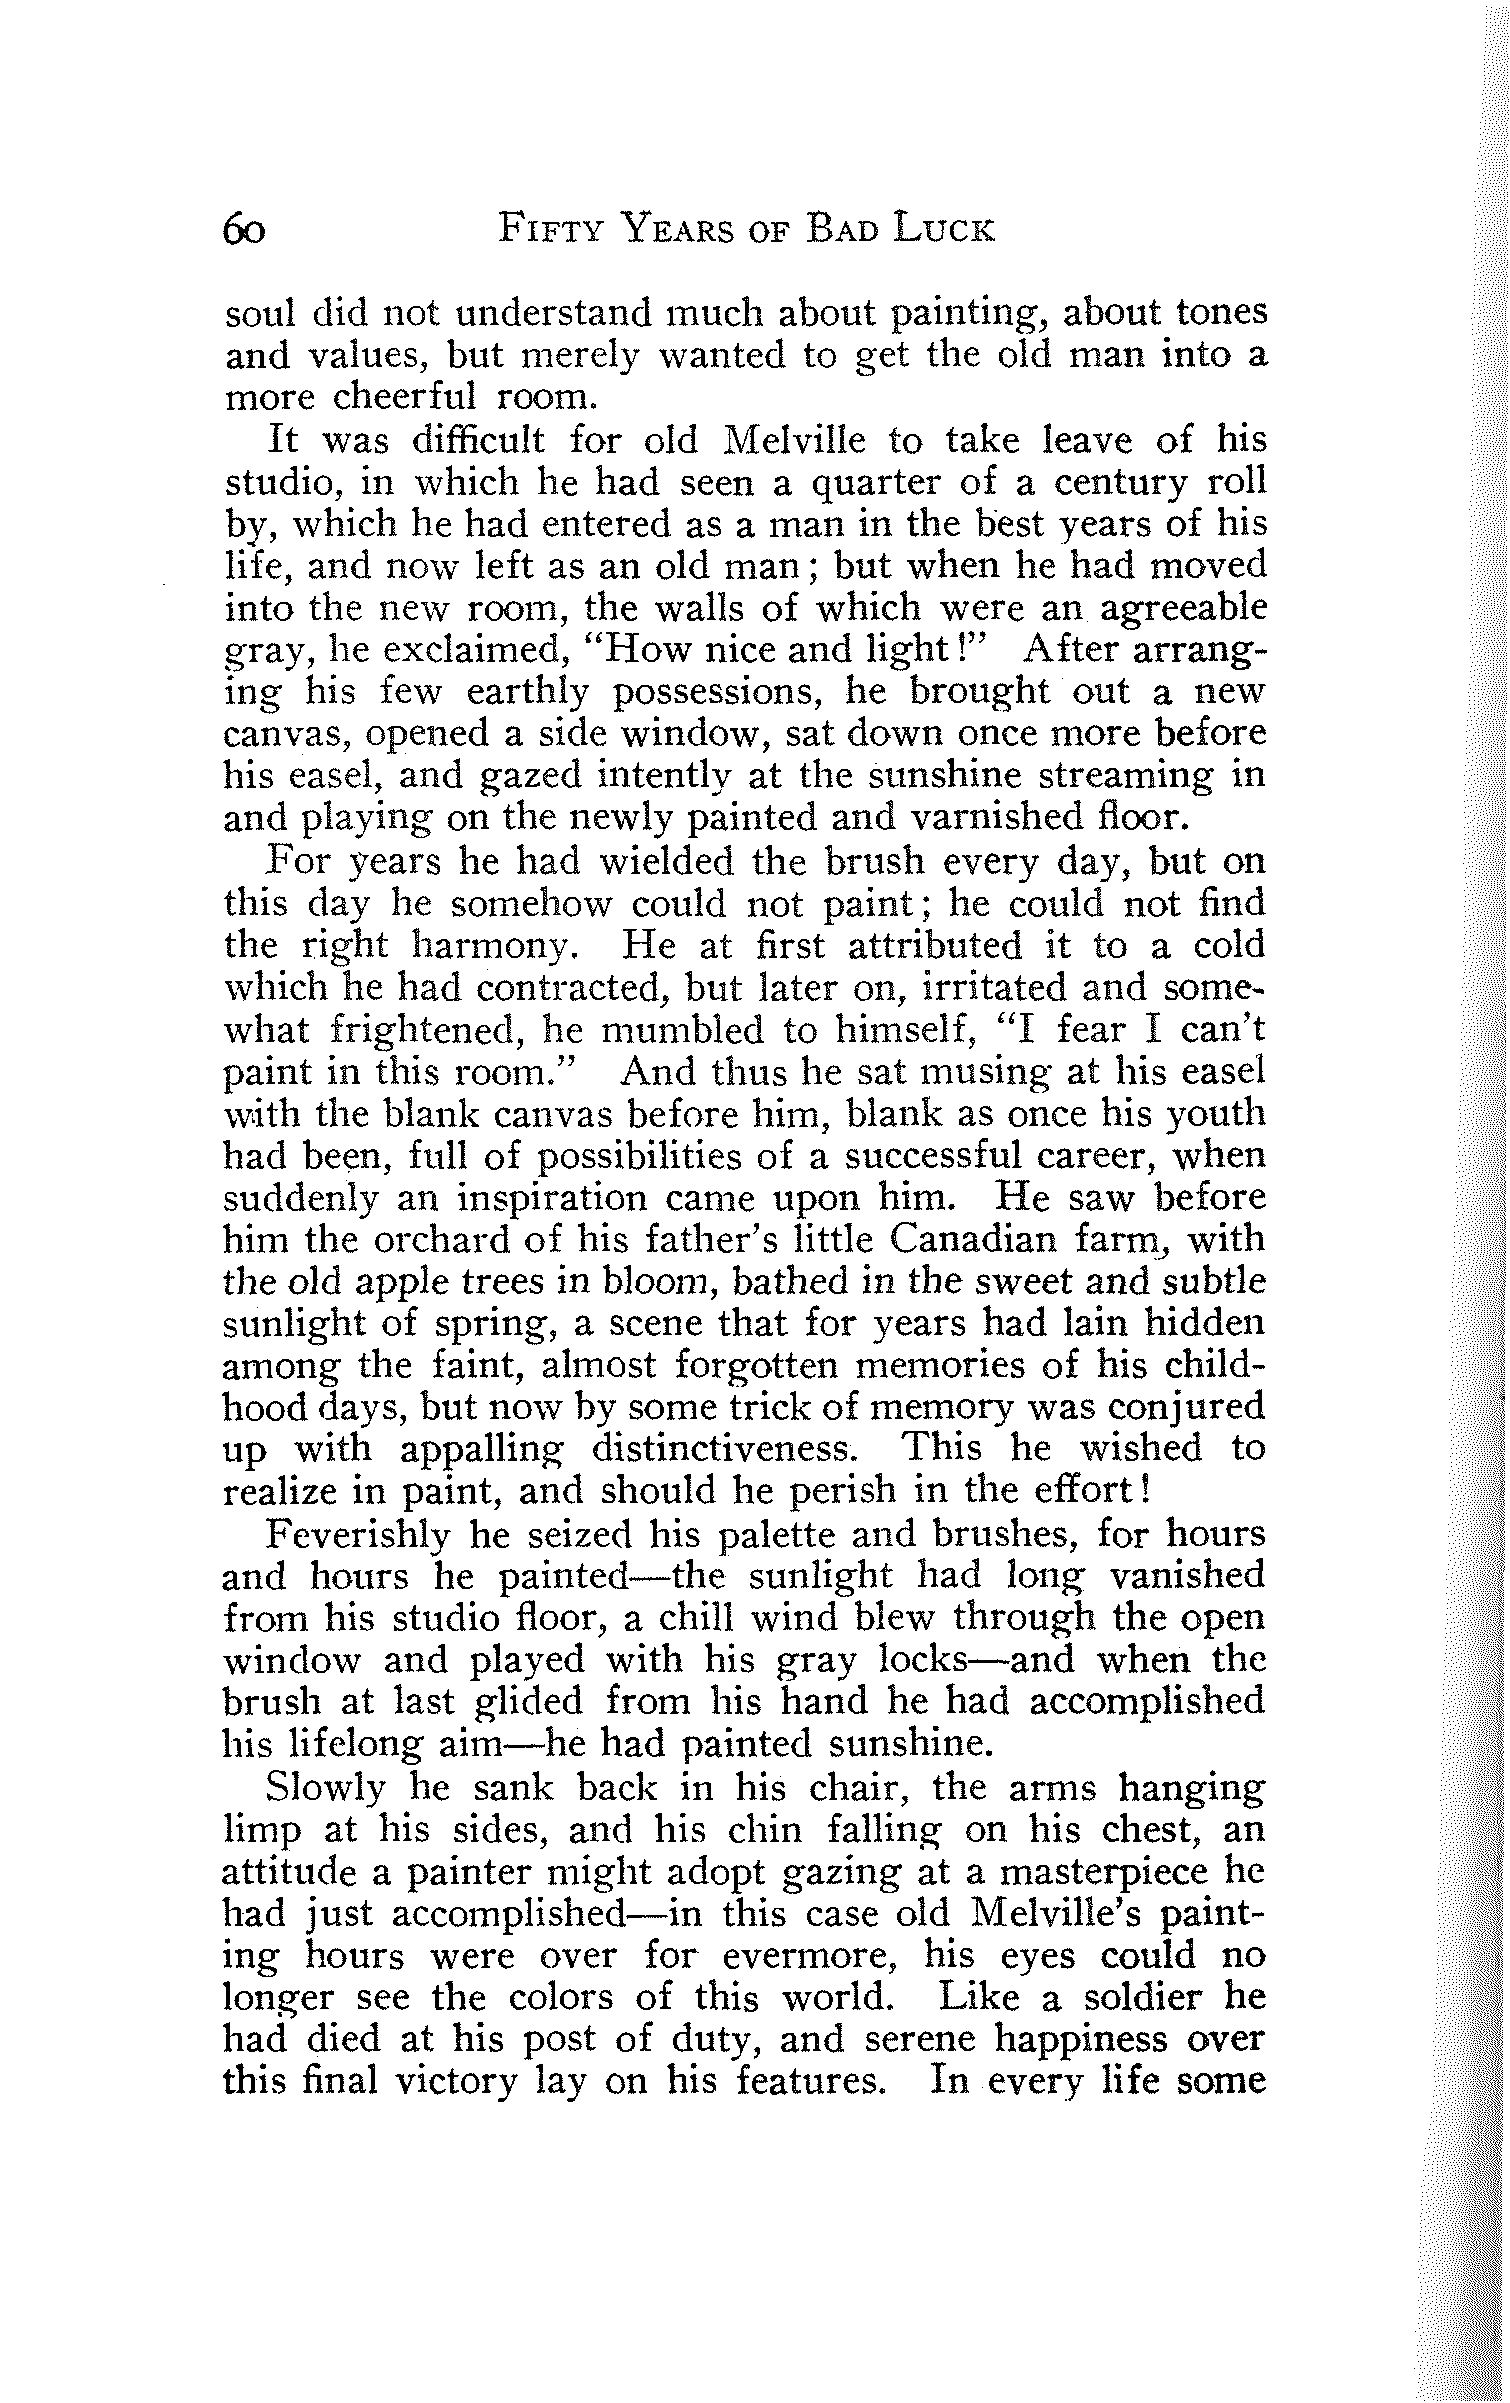 60 FIFTY YEARS OF BAD LUCK
soul did not understand much about painting, about tones
and values, but merely wanted to get the old man into a
more cheerful room.
It was difficult for old Melville to take leave of his
studio, in which he had seen a quarter of a century roll
by, which he had entered as a man in the best years of his
life, and now left as an old man; but when he had moved
into the new room, the walls of which were an agreeable
gray, he exclaimed, "How nice and light!" After arrang-
ing his few earthly possessions, he brought out a new
canvas, opened a side window, sat down once more before
his easel, and gazed intently at the sunshine streaming in
and playing on the newly painted and varnished floor.
For years he had wielded the brush every day, but on
this day he somehow could not paint; he could not find
the right harmony. He at first attributed it to a cold
which he had contracted, but later on, irritated and some-
what frightened, he mumbled to himself, "I fear I can't
paint in this room." And thus he sat musing at his easel
with the blank canvas before him, blank as once his youth
had been, full of possibilities of a successful career, when
suddenly an inspiration came upon him. He saw before
him the orchard of his father's little Canadian farm, with
the old apple trees in bloom, bathed in the sweet and subtle
sunlight of spring, a scene that for years had lain hidden
among the faint, almost forgotten memories of his child-
hood days, but now by some trick of memory was conjured
up with appalling distinctiveness. This he wished to
realize in paint, and should he perish in the effort!
Feverishly he seized his palette and brushes, for hours
and hours he painted—the sunlight had long vanished
from his studio floor, a chill wind blew through the open
window and played with his gray locks—and when the
brush at last glided from his hand he had accomplished
his lifelong aim—he had painted sunshine.
Slowly he sank back in his chair, the arms hanging
limp at his sides, and his chin falling on his chest, an
attitude a painter might adopt gazing at a masterpiece he
had just accomplished—in this case old Melville's paint-
ing hours were over for evermore, his eyes could no
longer see the colors of this world. Like a soldier he
had died at his post of duty, and serene happiness over
this final victory lay on his features. In every life some